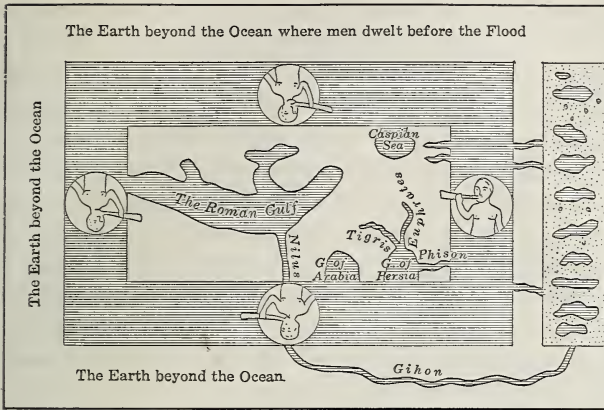 The Earth beyond the Ocean where men dwelt before the Flood
The Earth beyond the Ocean
Caspian
Sea
The Roman Gulf
Euphrates
Tigris
Nilus
Phison
G. of
Arabia
G. of
Persia
Gihon
The Earth beyond the Ocean.